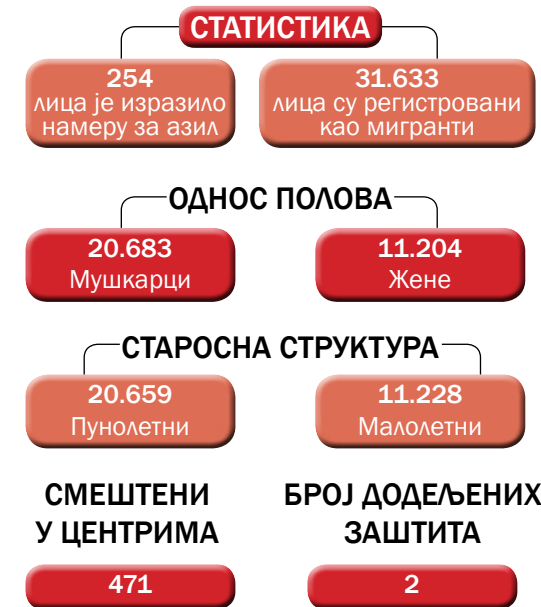 СТАТИСТИКА
254
лица је изразило
намеру за азил
31.633
лица су регистровани
као мигранти
ОДНОС ПОЛОВА
20.683
Мушкарци
11.204
Жене
СТАРОСНА СТРУКТУРА
20.659
Пунолетни
11.228
Малолетни
СМЕШТЕНИ
У ЦЕНТРИМА
471
БРОЈ ДОДЕЉЕНИХ
ЗАШТИТА
2